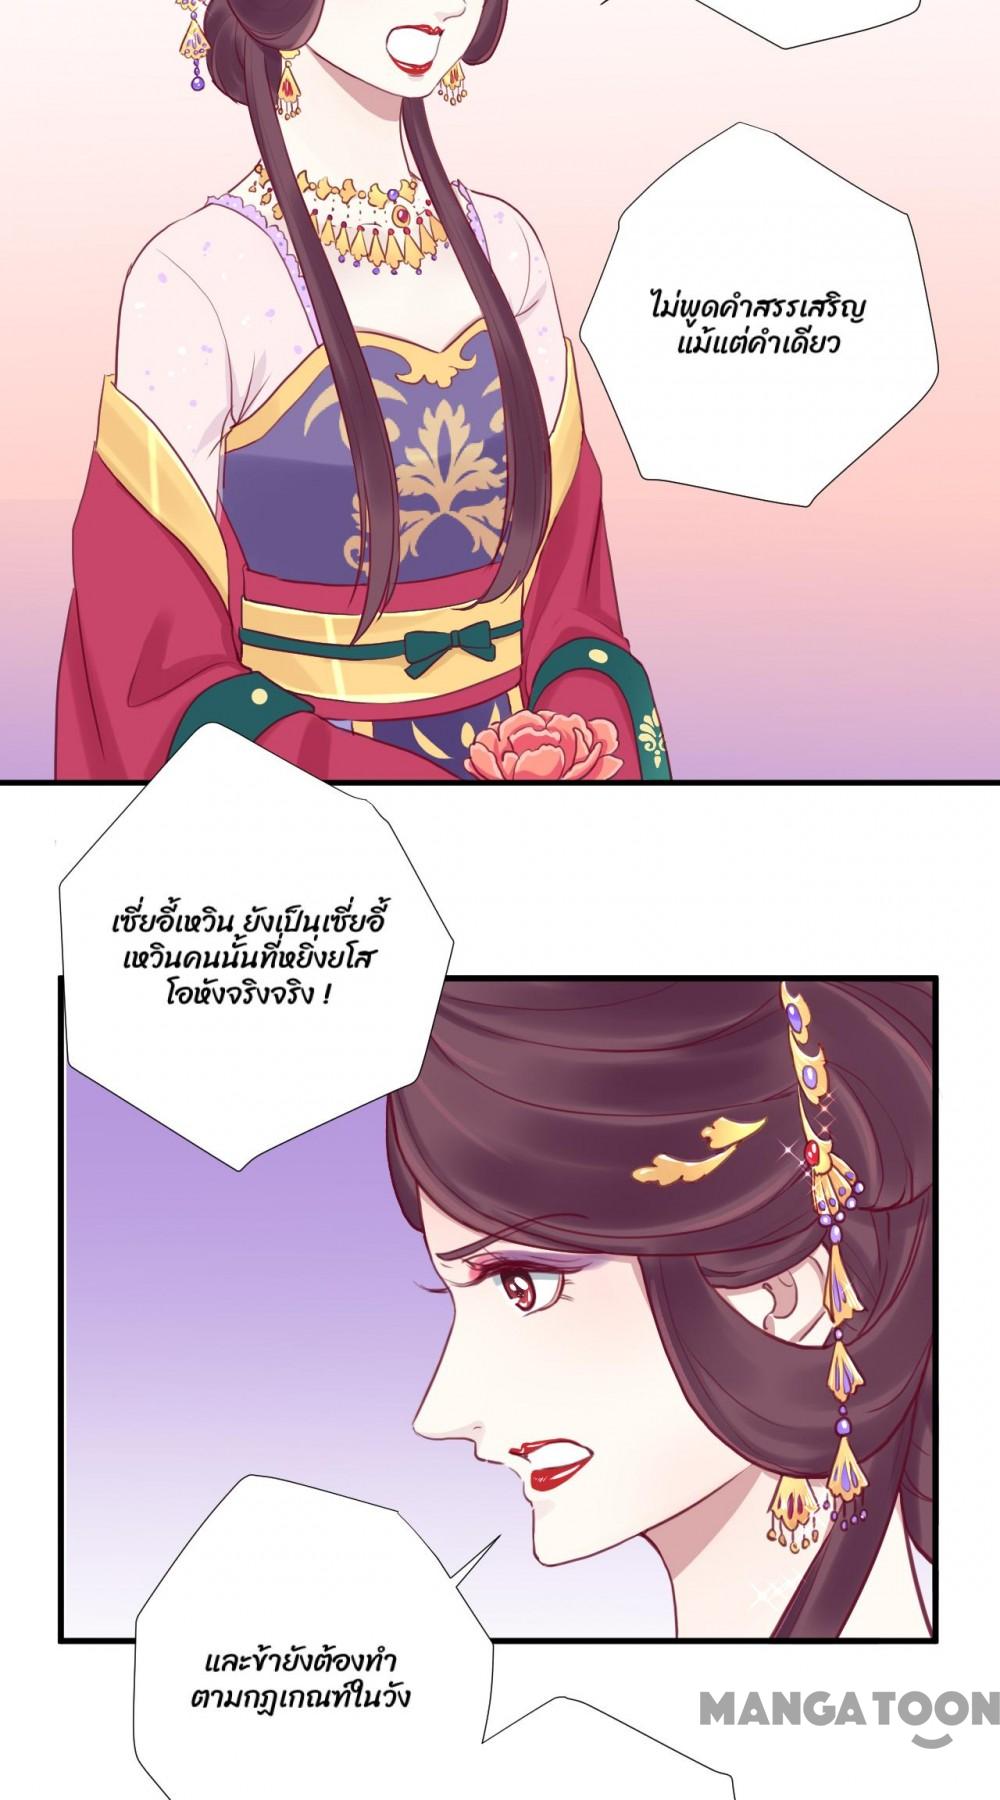 ไม่พูดคำสรรเสริญ
แม้แต่คำเดียว
เซี่ยอี้เหวิน ยังเป็นเซี่ยอี้
เหวินคนนั้นที่หยิ่งยโส
โอหังจริงจริง !
และข้ายังต้องทำ
ตามกฎเกณฑ์ในวัง
MANGATOON